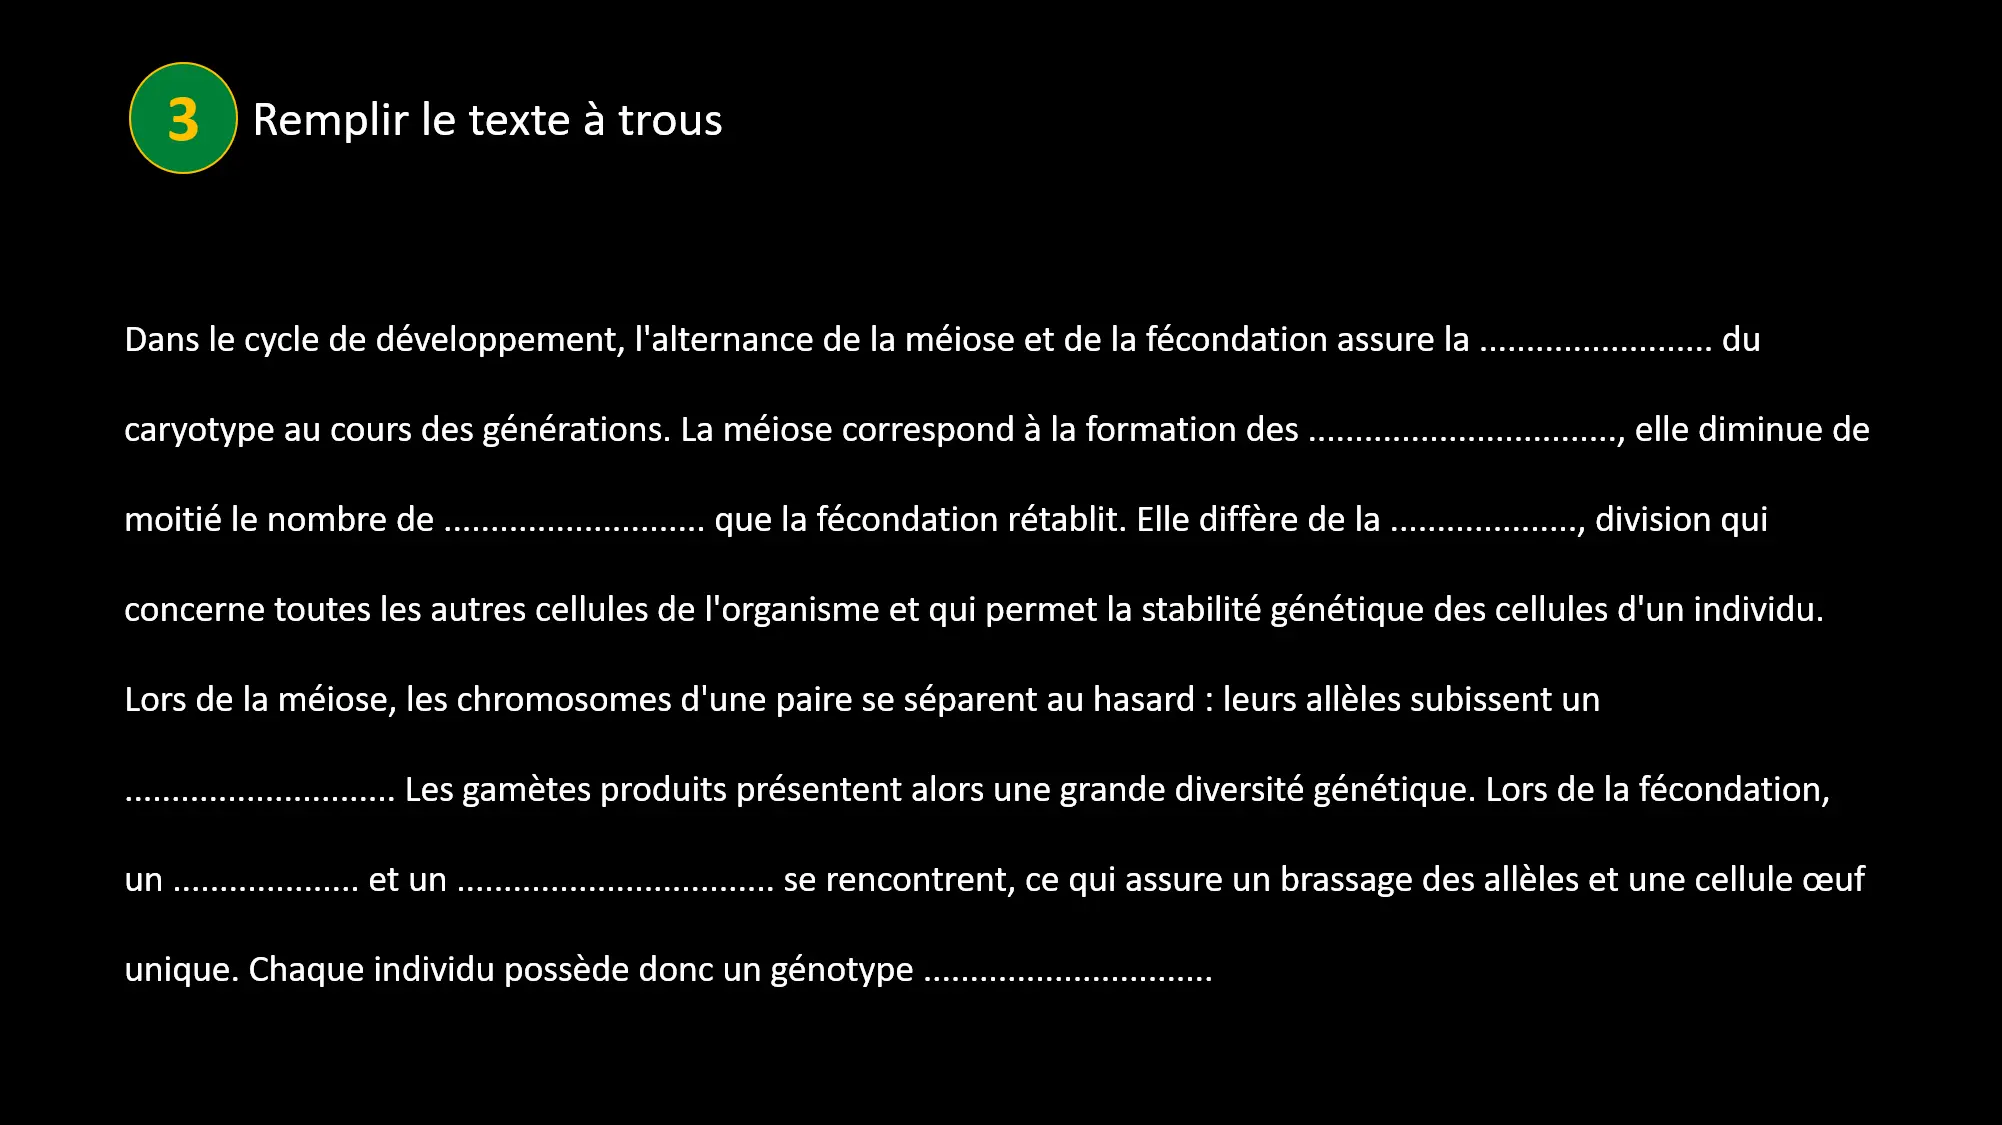 3
Remplir le texte à trous
Dans le cycle de développement, l'alternance de la méiose et de la fécondation assure la ......................... du
caryotype au cours des générations. La méiose correspond à la formation des ................................., elle diminue de
moitié le nombre de ............................ que la fécondation rétablit. Elle diffère de la ...................., division qui
concerne toutes les autres cellules de l'organisme et qui permet la stabilité génétique des cellules d'un individu.
Lors de la méiose, les chromosomes d'une paire se séparent au hasard : leurs allèles subissent un
............................. Les gamètes produits présentent alors une grande diversité génétique. Lors de la fécondation,
un .................... et un .................................. se rencontrent, ce qui assure un brassage des allèles et une cellule œuf
unique. Chaque individu possède donc un génotype ...............................